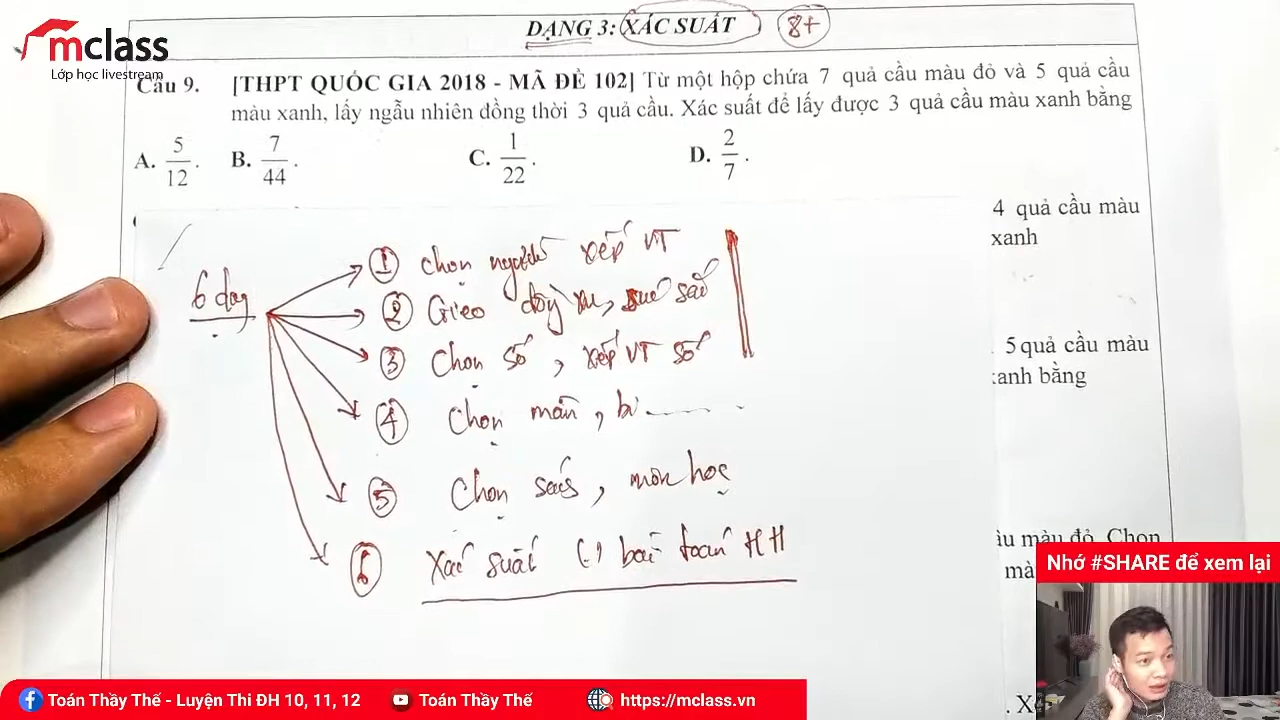 mclass
Lớp học livestream
DẠNG 3: XÁC SUẤT 8+
Câu 9. [THPT QUỐC GIA 2018 - MÃ ĐỀ 102] Từ một hộp chứa 7 quả cầu màu đỏ và 5 quả cầu
màu xanh, lấy ngẫu nhiên đồng thời 3 quả cầu. Xác suất để lấy được 3 quả cầu màu xanh bằng
A. 5/12. B. 7/44. C. 1/22. D. 2/7.
4 quả cầu màu
xanh
6 dạng
① Chọn người xếp VT
② Gieo đồng xu, súc sắc
③ Chọn số, xếp VT số
5 quả cầu màu
xanh bằng
④ Chọn màu, bi
⑤ Chọn sách, môn học
⑥ Xác suất (.) bài toán HH
màu đỏ. Chọn
Nhớ #SHARE để xem lại
Toán Thầy Thế - Luyện Thi ĐH 10, 11, 12
Toán Thầy Thế
https://mclass.vn